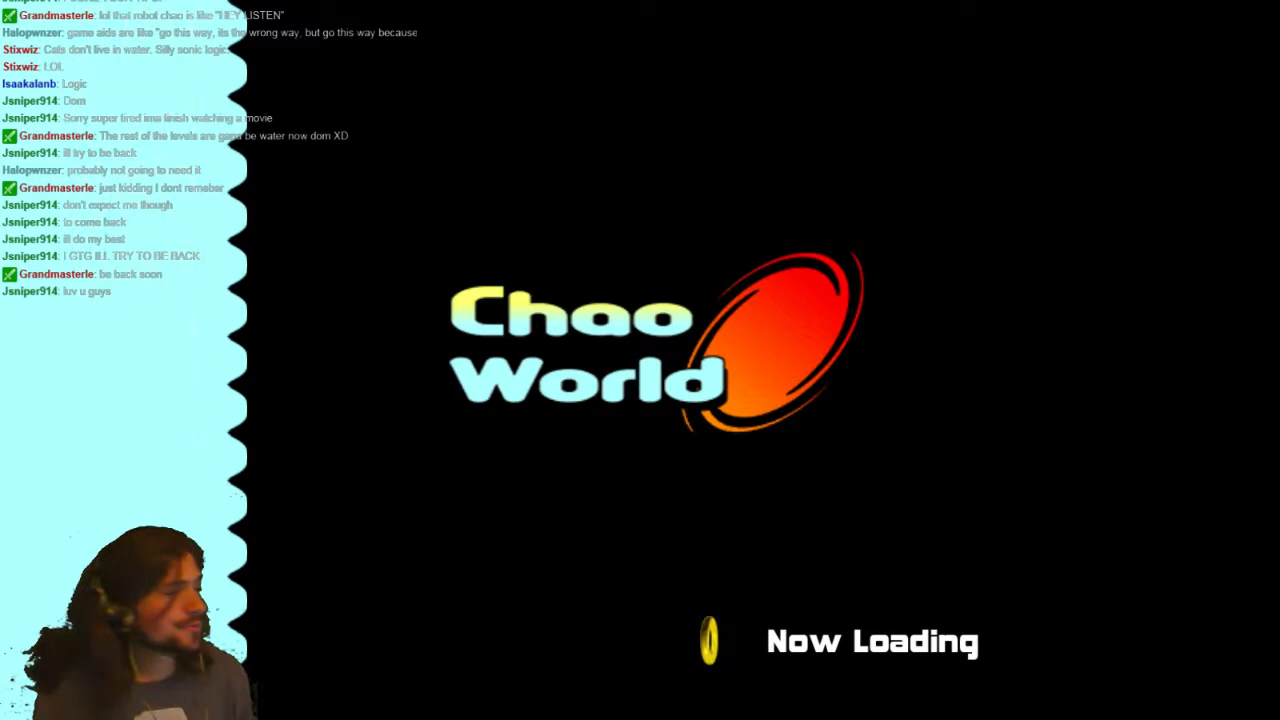 Grandmasterle: lol that robot chao is like "HEY LISTEN"
Halopwnzer: game aids are like "go this way, its the wrong way, but go this way because
Stixwiz: Cats don't live in water. Silly sonic logic.
Stixwiz: LOL
Isaakalanb: Logic
Jsniper914: Dom
Jsniper914: Sorry super tired ima finish watching a movie
Grandmasterle: The rest of the levels are gana be water now dom XD
Jsniper914: ill try to be back
Halopwnzer: probably not going to need it
Grandmasterle: just kidding I dont remeber
Jsniper914: don't expect me though
Jsniper914: to come back
Jsniper914: ill do my best
Jsniper914: I GTG ILL TRY TO BE BACK
Grandmasterle: be back soon
Jsniper914: luv u guys
Chao
World
Now Loading